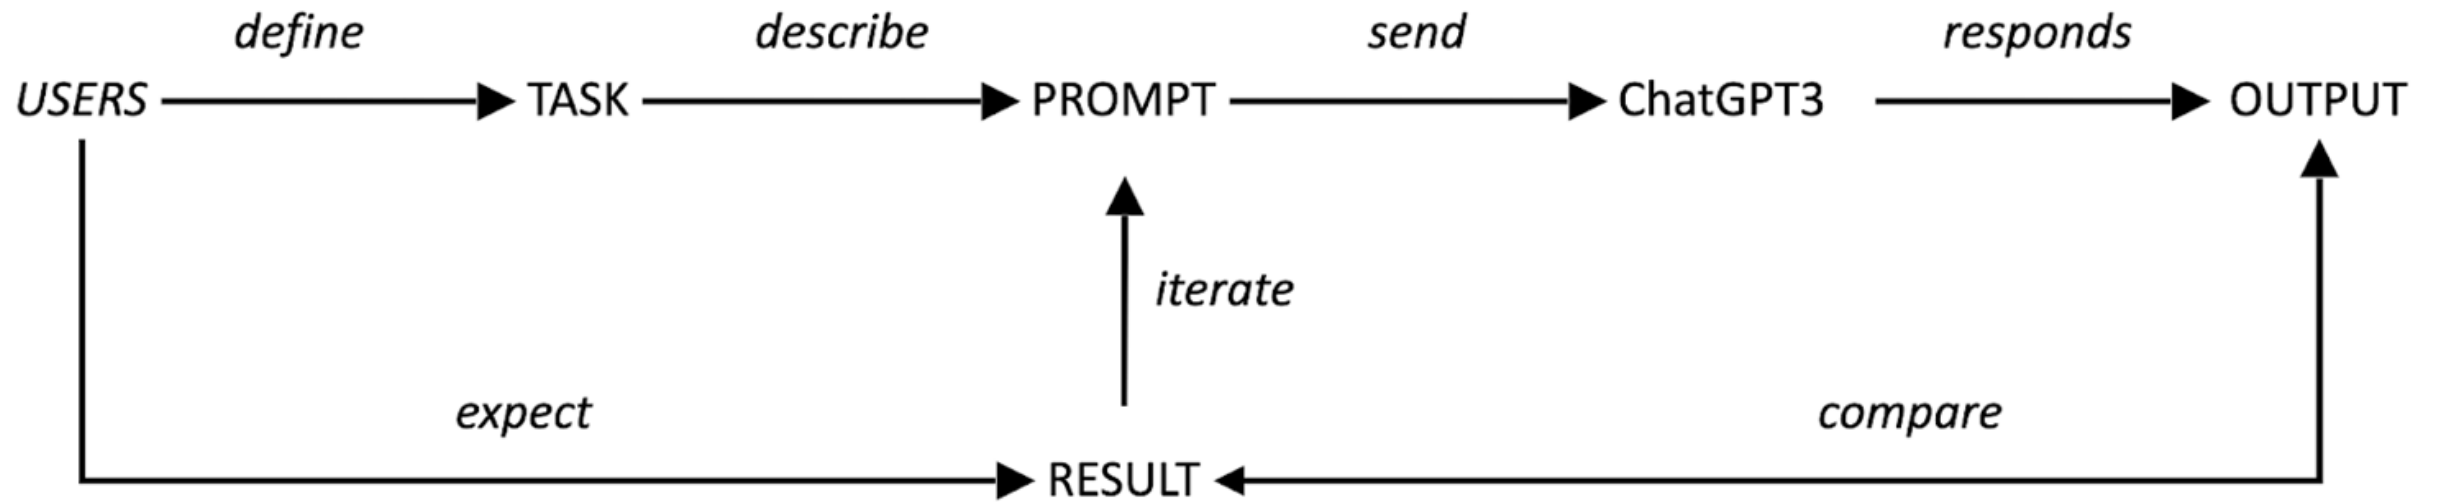 define describe send responds
USERS TASK PROMPT ChatGPT3 OUTPUT
iterate
expect compare
RESULT